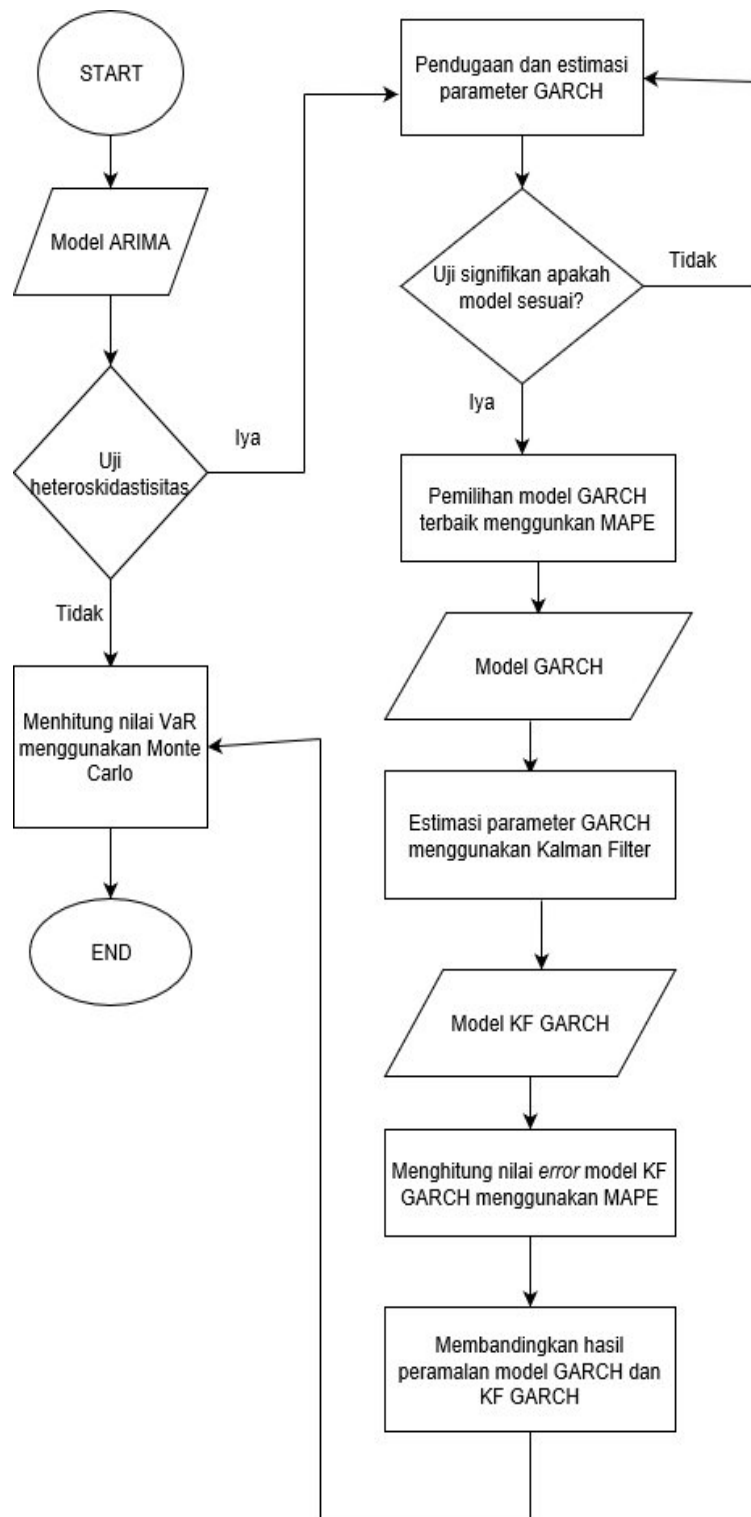 START
Model ARIMA
Uji
heteroskidastisitas
Iya
Tidak
Menhitung nilai VaR
menggunakan Monte
Carlo
END
Pendugaan dan estimasi
parameter GARCH
Uji signifikan apakah
model sesuai?
Tidak
Iya
Pemilihan model GARCH
terbaik menggunkan MAPE
Model GARCH
Estimasi parameter GARCH
menggunakan Kalman Filter
Model KF GARCH
Menghitung nilai error model KF
GARCH menggunakan MAPE
Membandingkan hasil
peramalan model GARCH dan
KF GARCH